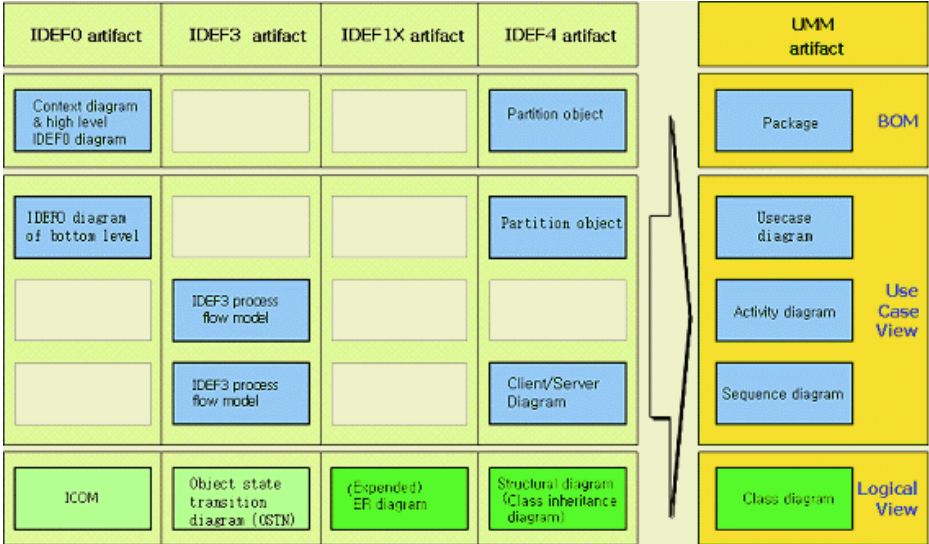 IDEF0 artifact
IDEF3 artifact
IDEF1X artifact
IDEF4 artifact
UMM
artifact
Context diagram
& high level
IDEF0 diagram
Partition object
Package
BOM
IDEF0 diagram
of bottom level
Partition object
Usecase
diagram
IDEF3 process
flow model
Activity diagram
Use
Case
View
IDEF3 process
flow model
Client/Server
Diagram
Sequence diagram
ICOM
Object state
transition
diagram (OSTN)
(Expended)
ER diagram
Structural diagram
(Class inheritance
diagram)
Class diagram
Logical
View